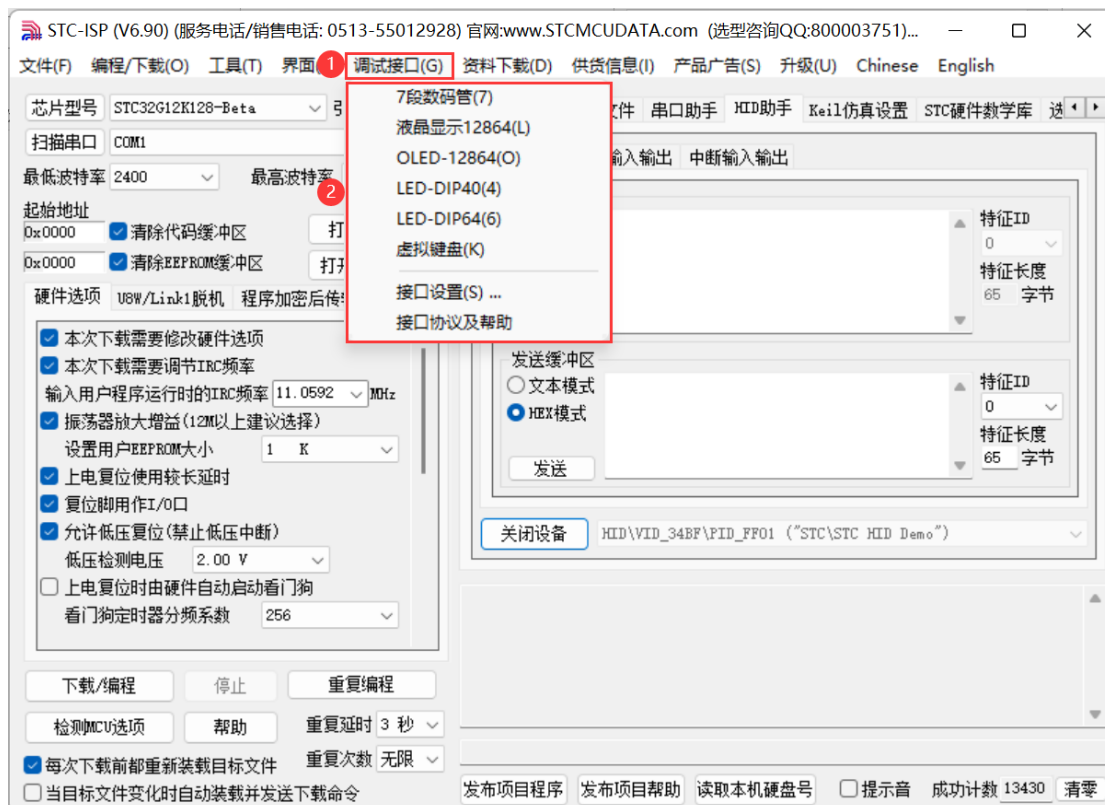 STC-ISP (V6.90) (服务电话/销售电话: 0513-55012928) 官网:www.STCMCUDATA.com (选型咨询QQ:800003751)...
文件(F) 编程/下载(O) 工具(T) 界面 1 调试接口(G) 资料下载(D) 供货信息(I) 产品广告(S) 升级(U) Chinese English
7段数码管(7)
液晶显示12864(L)
OLED-12864(O)
2
LED-DIP40(4)
LED-DIP64(6)
虚拟键盘(K)
接口设置(S) ...
接口协议及帮助
芯片型号 STC32G12K128-Beta 引
扫描串口 COM1
最低波特率 2400 最高波特率
起始地址
0x0000 清除代码缓冲区 打
0x0000 清除EEPROM缓冲区 打开
硬件选项 U8W/Link1脱机 程序加密后传
本次下载需要修改硬件选项
本次下载需要调节IRC频率
输入用户程序运行时的IRC频率 11.0592 MHz
振荡器放大增益(12M以上建议选择)
设置用户EEPROM大小 1 K
上电复位使用较长延时
复位脚用作I/O口
允许低压复位(禁止低压中断)
低压检测电压 2.00 V
上电复位时由硬件自动启动看门狗
看门狗定时器分频系数 256
下载/编程 停止 重复编程
检测MCU选项 帮助 重复延时 3 秒
每次下载前都重新装载目标文件 重复次数 无限
当目标文件变化时自动装载并发送下载命令
件 串口助手 HID助手 Keil仿真设置 STC硬件数学库 选
输入输出 中断输入输出
特征ID
0
特征长度
65 字节
发送缓冲区
文本模式
HEX模式
发送
特征ID
0
特征长度
65 字节
关闭设备 HID\VID_34BF\PID_FF01 ("STC\STC HID Demo")
发布项目程序 发布项目帮助 读取本机硬盘号 提示音 成功计数 13430 清零